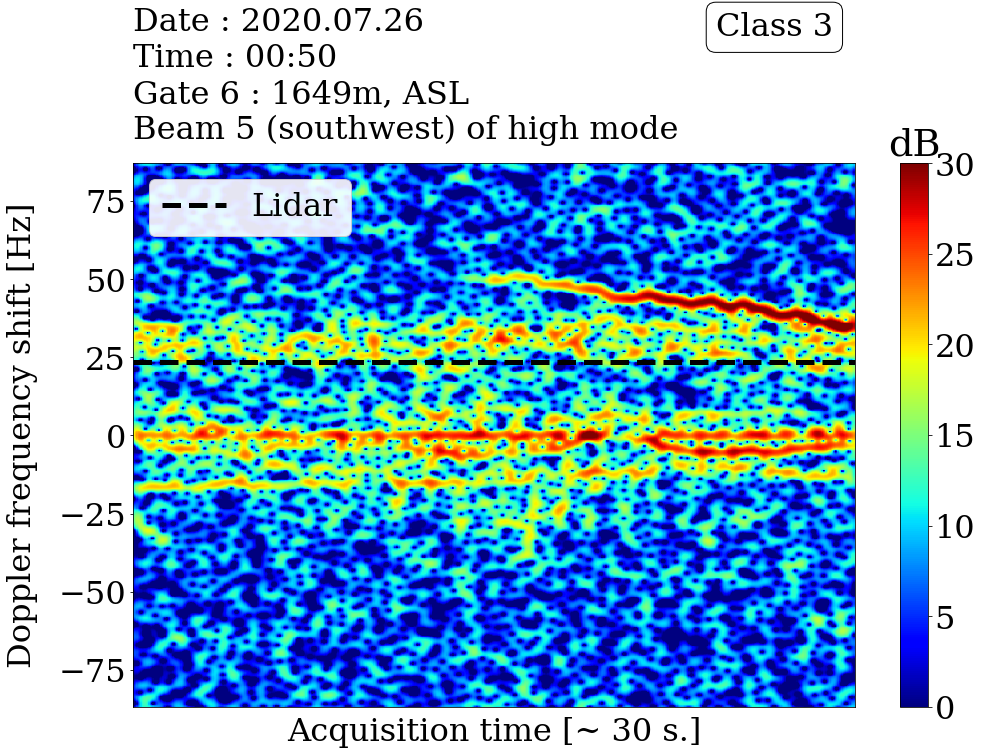 Date : 2020.07.26
Time : 00:50
Gate 6 : 1649m, ASL
Beam 5 (southwest) of high mode
Class 3
dB
Lidar
Doppler frequency shift [Hz]
75
50
25
0
−25
−50
−75
Acquisition time [~ 30 s.]
30
25
20
15
10
5
0